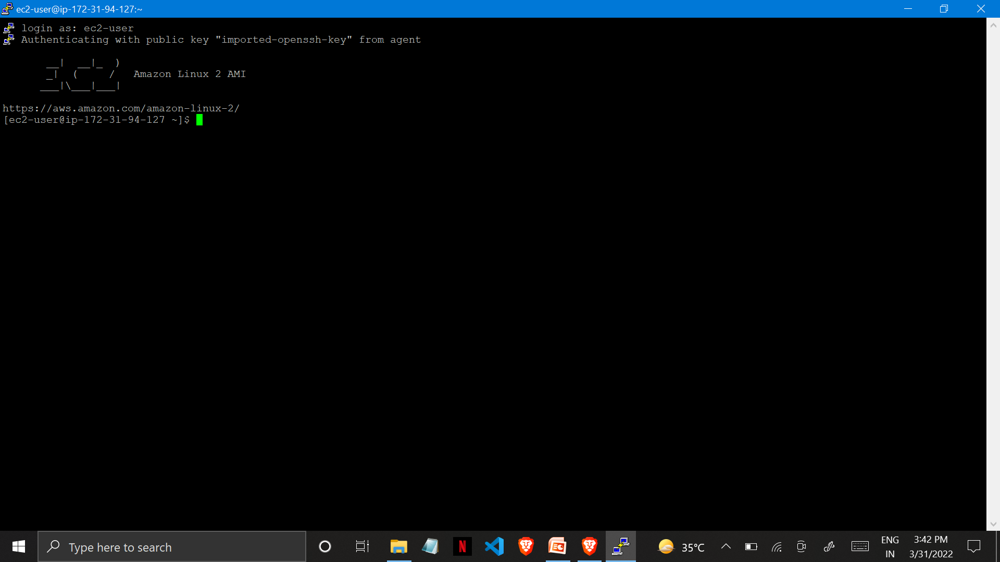 ec2-user@ip-172-31-94-127:~
login as: ec2-user
Authenticating with public key "imported-openssh-key" from agent
       __|  __|_  )
       _|  (     /   Amazon Linux 2 AMI
      ___|\___|___|
https://aws.amazon.com/amazon-linux-2/
[ec2-user@ip-172-31-94-127 ~]$
Type here to search
N
35°C
ENG
IN
3:42 PM
3/31/2022